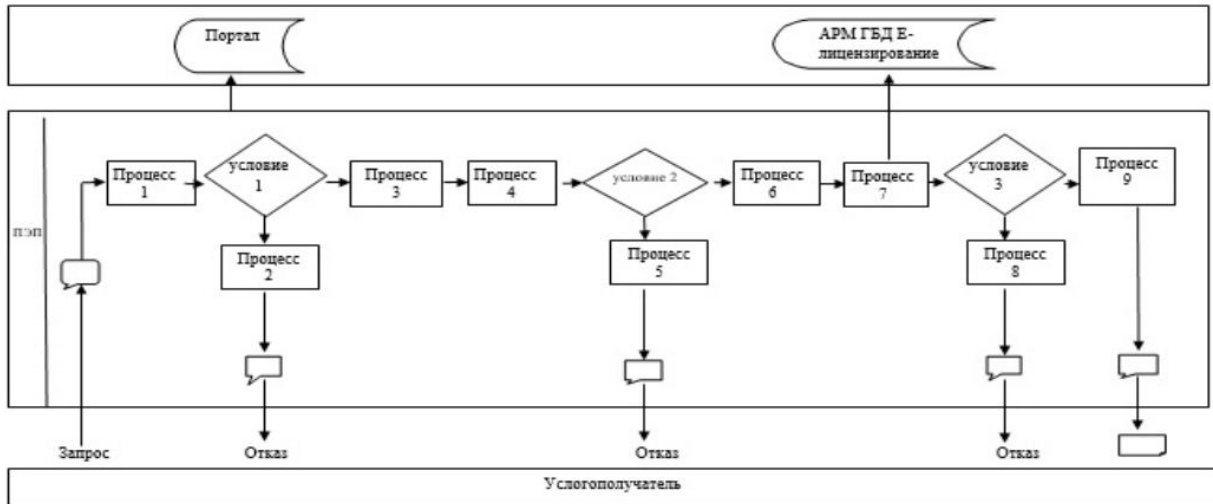 Портал
АРМ ГБД Е-
лицензирование
пэп
Процесс
1
условие
1
Процесс
3
Процесс
4
условие 2
Процесс
6
Процесс
7
условие
3
Процесс
9
Процесс
2
Процесс
5
Процесс
8
Запрос
Отказ
Отказ
Отказ
Услогополучатель